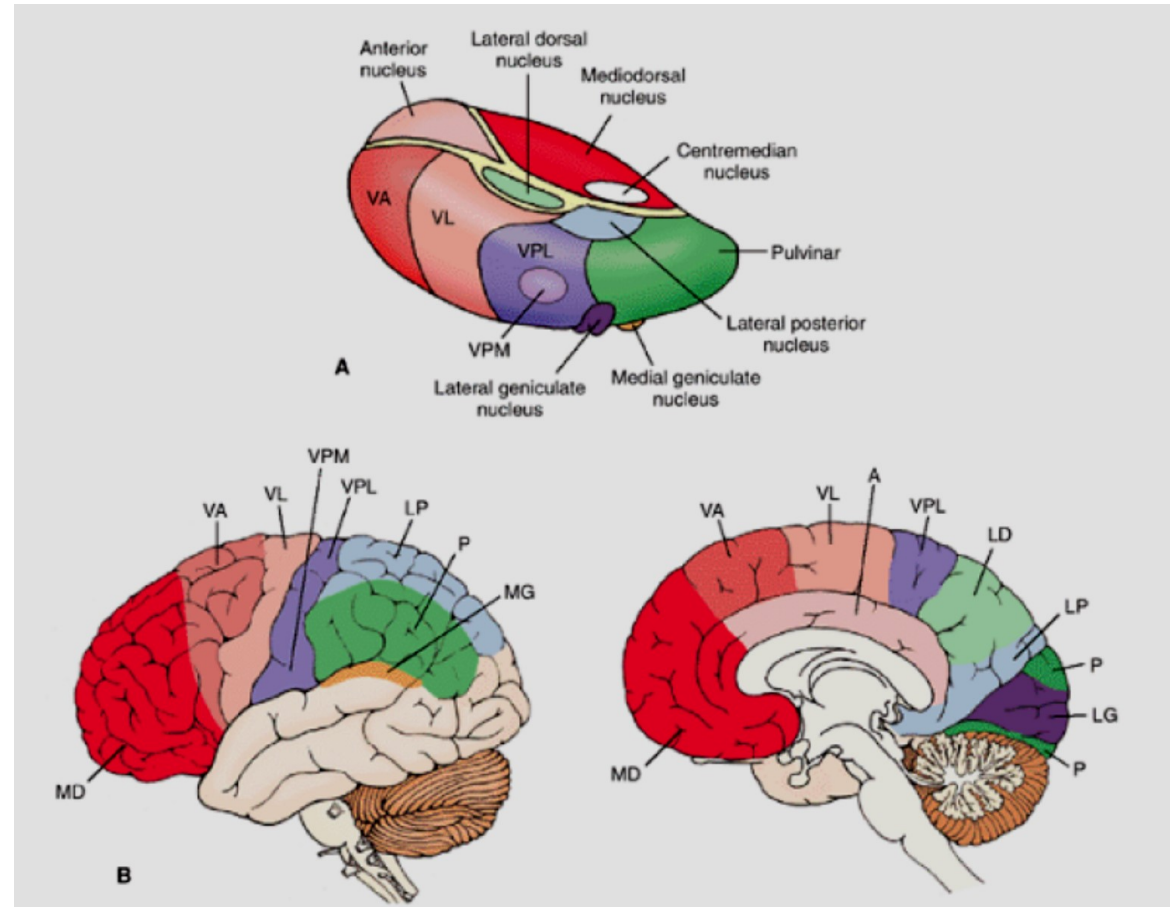 Anterior
nucleus
Lateral dorsal
nucleus
Mediodorsal
nucleus
Centremedian
nucleus
VA
VL
VPL
Pulvinar
VPM
Lateral posterior
nucleus
Lateral geniculate
nucleus
Medial geniculate
nucleus
A
VA
VL
VPM
VPL
LP
P
MG
MD
B
VA
VL
A
VPL
LD
LP
P
LG
P
MD